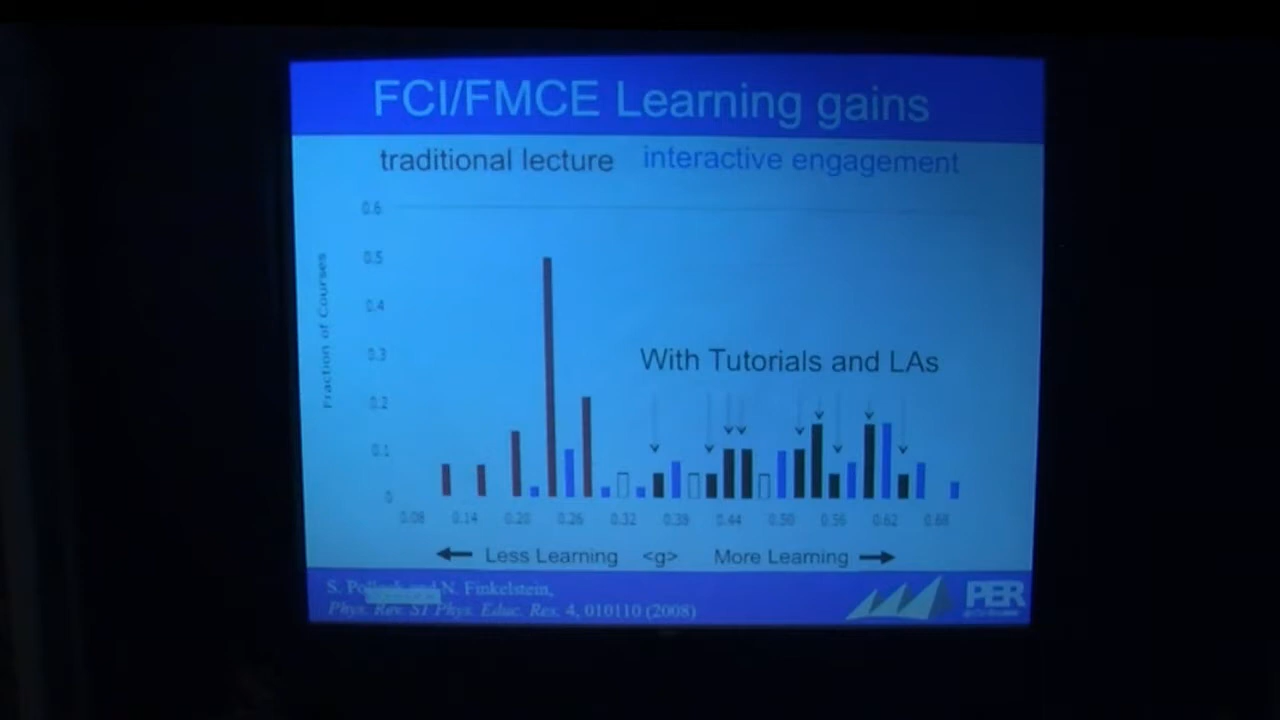 FCI/FMCE Learning gains
traditional lecture interactive engagement
0.6
0.5
0.4
0.3
0.2
0.1
0
Fraction of Courses
With Tutorials and LAs
0.08 0.14 0.20 0.26 0.32 0.38 0.44 0.50 0.56 0.62 0.68
Less Learning <g> More Learning
S. Pollock and N. Finkelstein,
Phys. Rev. ST Phys. Educ. Res. 4, 010110 (2008)
PER